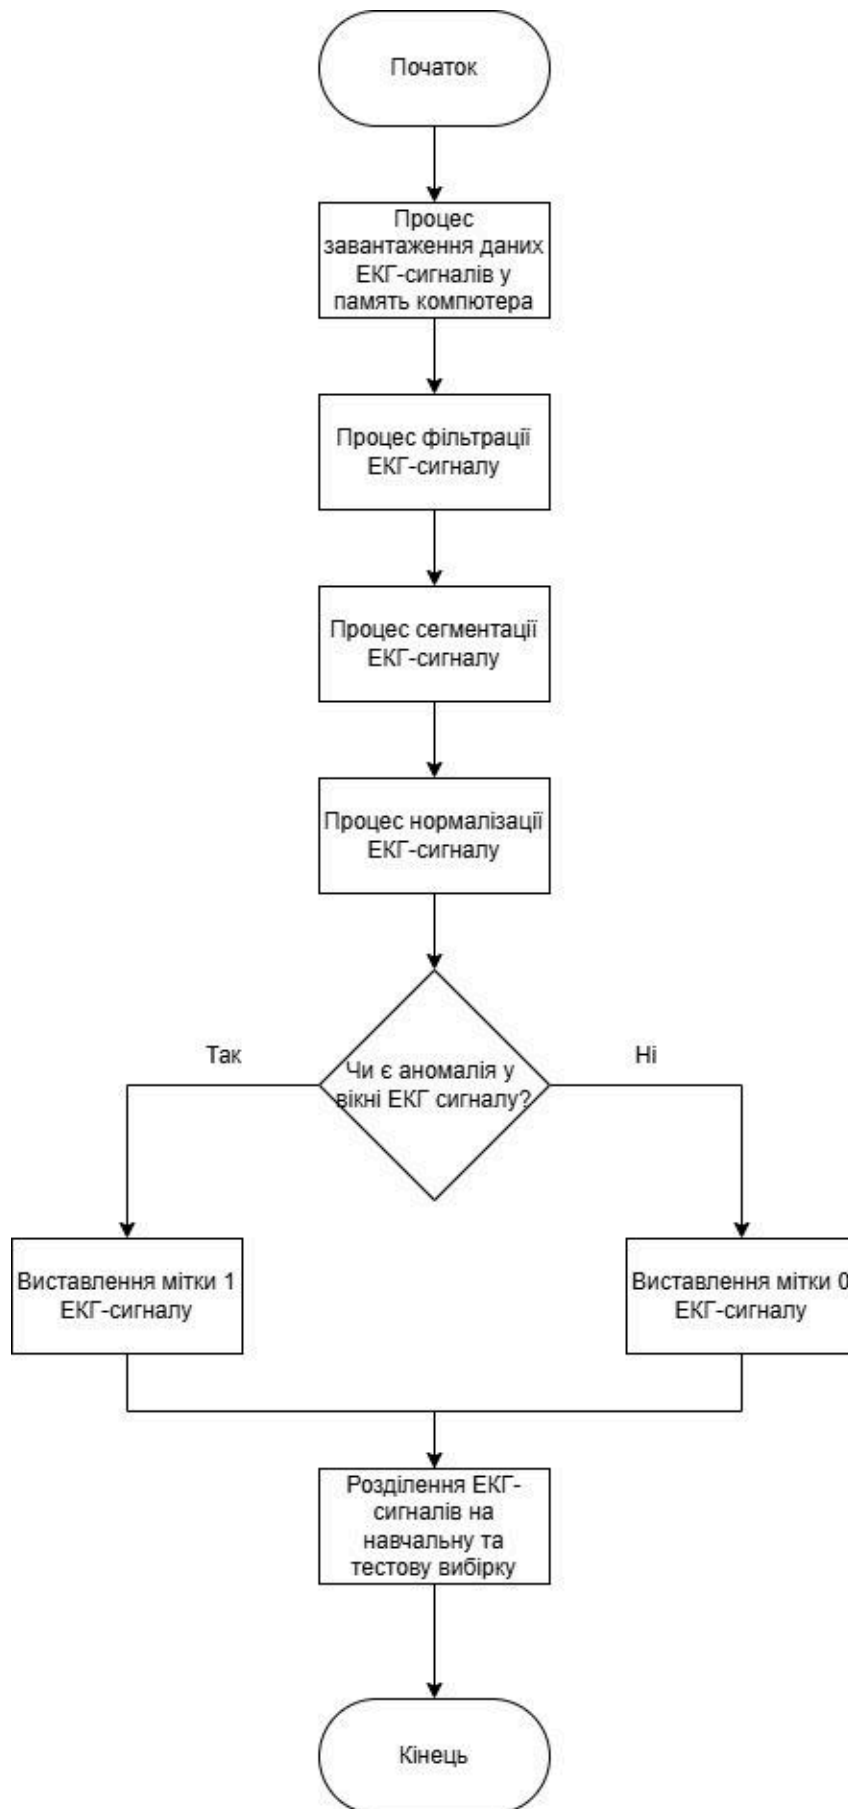 Початок
Процес
завантаження даних
ЕКГ-сигналів у
память компютера
Процес фільтрації
ЕКГ-сигналу
Процес сегментації
ЕКГ-сигналу
Процес нормалізації
ЕКГ-сигналу
Так
Ні
Чи є аномалія у
вікні ЕКГ сигналу?
Виставлення мітки 1
ЕКГ-сигналу
Виставлення мітки 0
ЕКГ-сигналу
Розділення ЕКГ-
сигналів на
навчальну та
тестову вибірку
Кінець